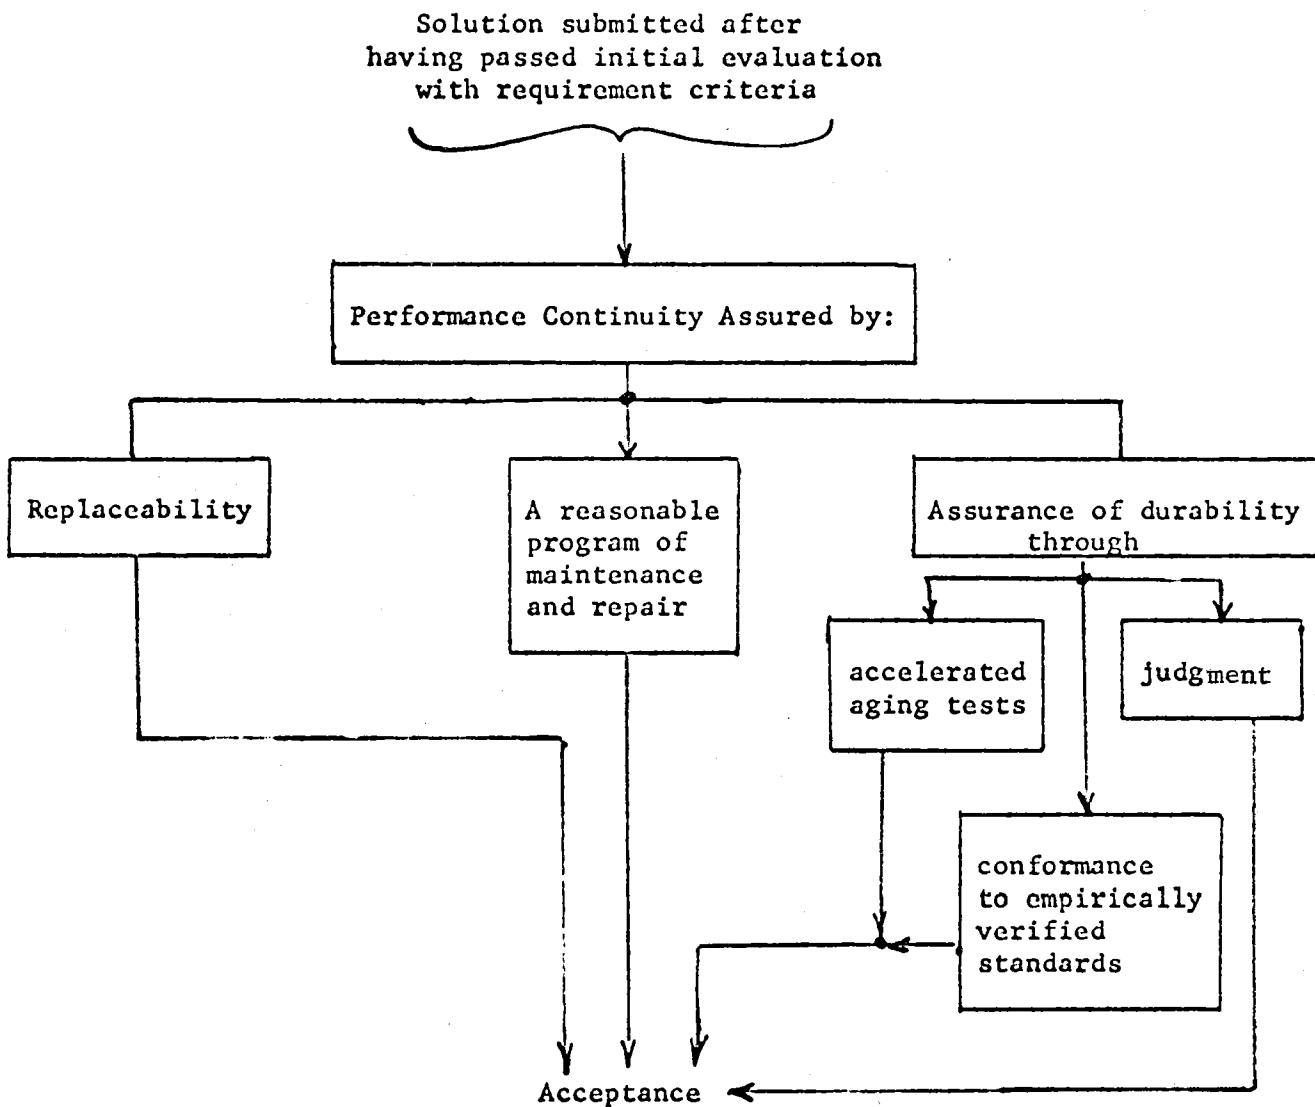 Solution submitted after
having passed initial evaluation
with requirement criteria
Performance Continuity Assured by:
Replaceability
A reasonable
program of
maintenance
and repair
Assurance of durability
through
accelerated
aging tests
judgment
conformance
to empirically
verified
standards
Acceptance